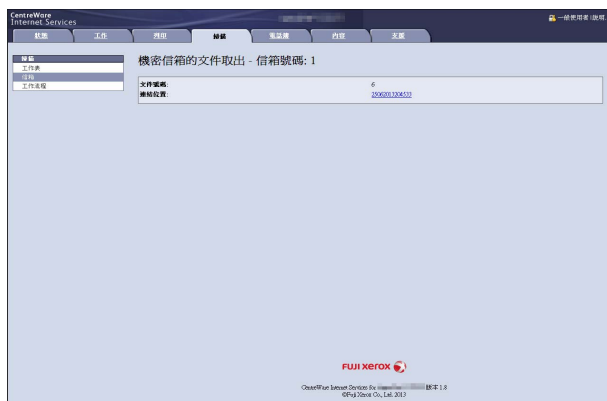 CentreWare
Internet Services
一般使用者 |說明
狀態 工作 列印 掃描 電話簿 內容 支援
掃描
工作表
信箱
工作流程
機密信箱的文件取出 - 信箱號碼: 1
文件號碼: 6
連結位置: 25062013204533
FUJI XEROX
CentreWare Internet Services for 版本 1.8
©Fuji Xerox Co., Ltd. 2013